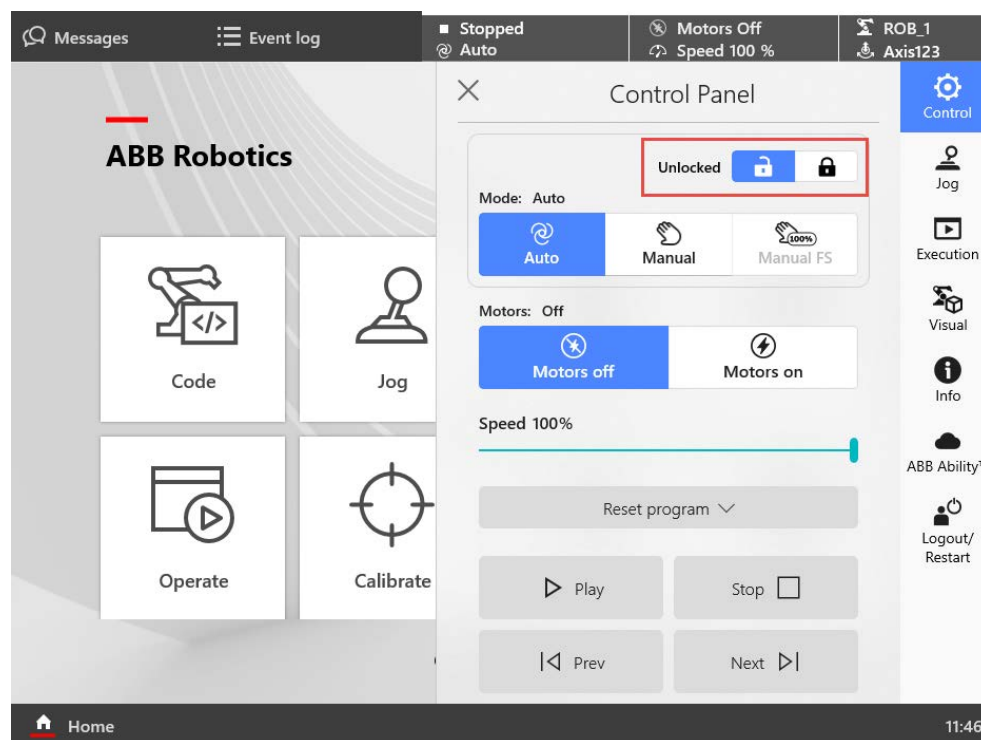 Messages
Event log
Stopped
Auto
Motors Off
Speed 100 %
ROB_1
Axis123
ABB Robotics
Code
Jog
Operate
Calibrate
Control Panel
Unlocked
Mode: Auto
Auto
Manual
100%
Manual FS
Motors: Off
Motors off
Motors on
Speed 100%
Reset program
Play
Stop
Prev
Next
Control
Jog
Execution
Visual
Info
ABB Ability
Logout/
Restart
Home
11:46